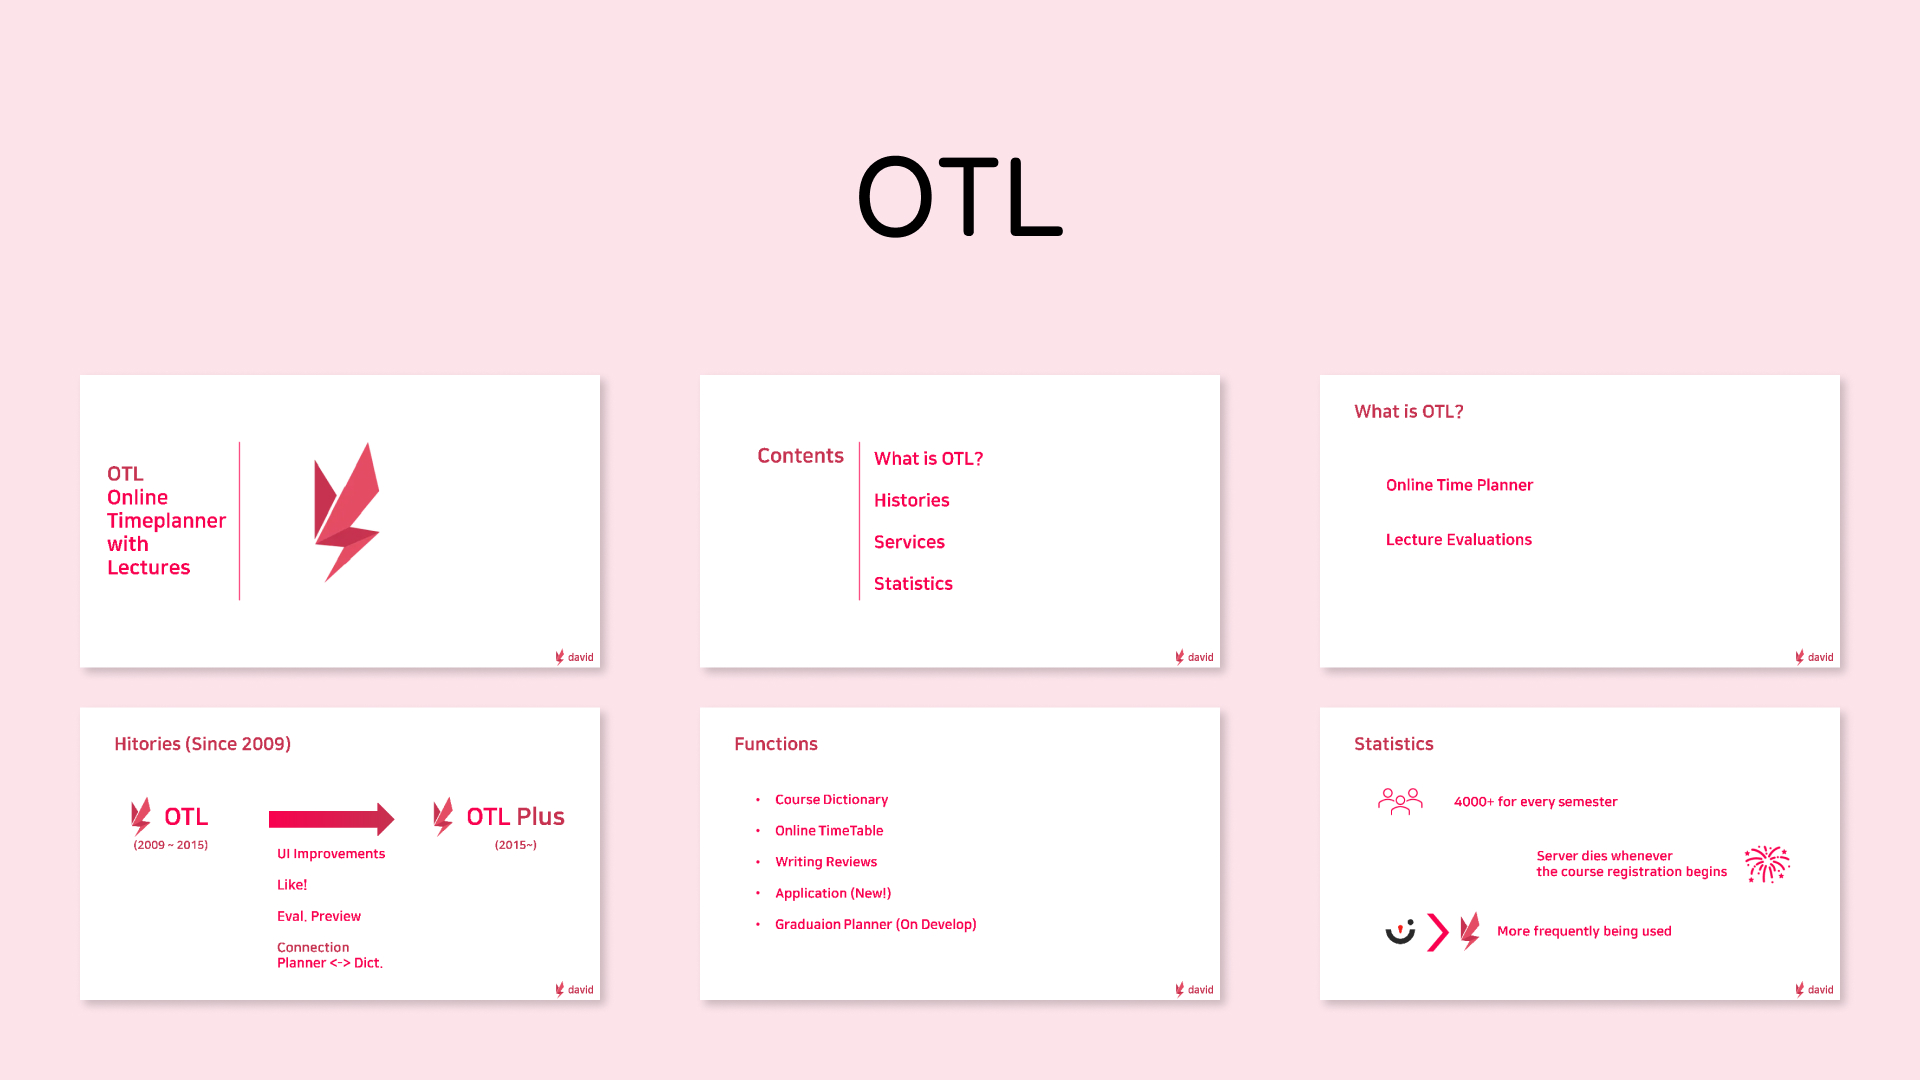 OTL
OTL
Online
Timeplanner
with
Lectures
david
Contents
What is OTL?
Histories
Services
Statistics
david
What is OTL?
Online Time Planner
Lecture Evaluations
david
Hitories (Since 2009)
OTL
(2009 ~ 2015)
OTL Plus
(2015~)
UI Improvements
Like!
Eval. Preview
Connection
Planner <-> Dict.
david
Functions
• Course Dictionary
• Online TimeTable
• Writing Reviews
• Application (New!)
• Graduaion Planner (On Develop)
david
Statistics
4000+ for every semester
Server dies whenever
the course registration begins
More frequently being used
david